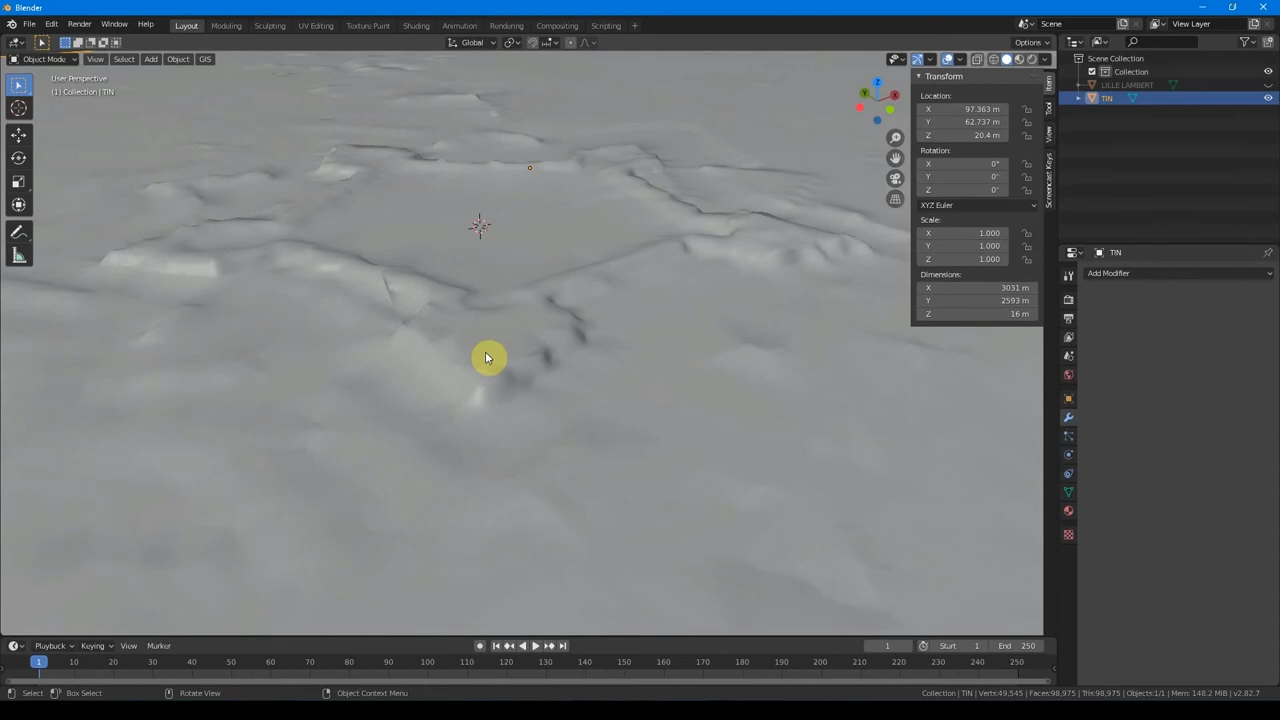 Blender
File Edit Render Window Help
Layout Modeling Sculpting UV Editing Texture Paint Shading Animation Rendering Compositing Scripting +
Scene
View Layer
Global
Options
Object Mode View Select Add Object GIS
User Perspective
(1) Collection | TIN
Z
Y
X
Transform
Location:
X 97.363 m
Y 62.737 m
Z 20.4 m
Rotation:
X 0°
Y 0°
Z 0°
XYZ Euler
Scale:
X 1.000
Y 1.000
Z 1.000
Dimensions:
X 3031 m
Y 2593 m
Z 16 m
Item
Tool
View
Screencast Keys
Scene Collection
Collection
LILLE LAMBERT
TIN
TIN
Add Modifier
Playback Keying View Marker
1
Start 1
End 250
1 10 20 30 40 50 60 70 80 90 100 110 120 130 140 150 160 170 180 190 200 210 220 230 240 250
Select Box Select Rotate View Object Context Menu
Collection | TIN | Verts:49,545 | Faces:98,975 | Tris:98,975 | Objects:1/1 | Mem: 148.2 MiB | v2.82.7